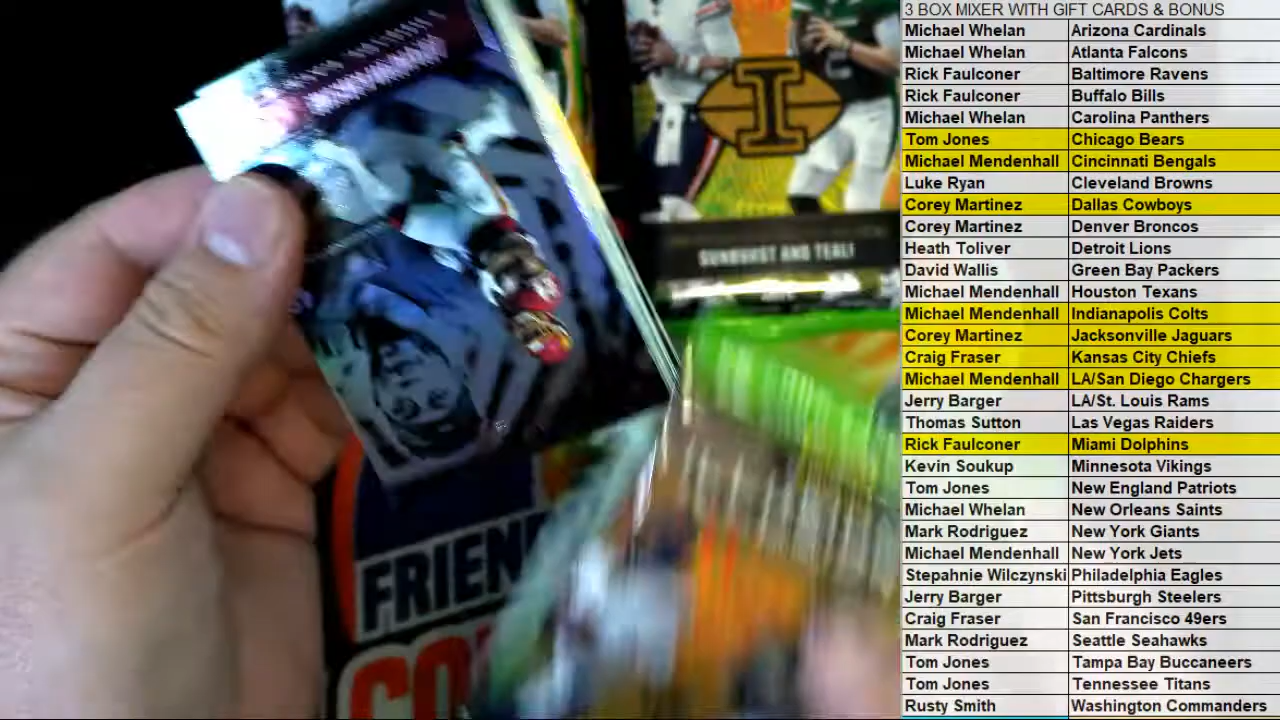 3 BOX MIXER WITH GIFT CARDS & BONUS
Michael Whelan Arizona Cardinals
Michael Whelan Atlanta Falcons
Rick Faulconer Baltimore Ravens
Rick Faulconer Buffalo Bills
Michael Whelan Carolina Panthers
Tom Jones Chicago Bears
Michael Mendenhall Cincinnati Bengals
Luke Ryan Cleveland Browns
Corey Martinez Dallas Cowboys
Corey Martinez Denver Broncos
Heath Toliver Detroit Lions
David Wallis Green Bay Packers
Michael Mendenhall Houston Texans
Michael Mendenhall Indianapolis Colts
Corey Martinez Jacksonville Jaguars
Craig Fraser Kansas City Chiefs
Michael Mendenhall LA/San Diego Chargers
Jerry Barger LA/St. Louis Rams
Thomas Sutton Las Vegas Raiders
Rick Faulconer Miami Dolphins
Kevin Soukup Minnesota Vikings
Tom Jones New England Patriots
Michael Whelan New Orleans Saints
Mark Rodriguez New York Giants
Michael Mendenhall New York Jets
Stepahnie Wilczynski Philadelphia Eagles
Jerry Barger Pittsburgh Steelers
Craig Fraser San Francisco 49ers
Mark Rodriguez Seattle Seahawks
Tom Jones Tampa Bay Buccaneers
Tom Jones Tennessee Titans
Rusty Smith Washington Commanders
I
SUNBURST AND TEAL!
FRIEN
CO